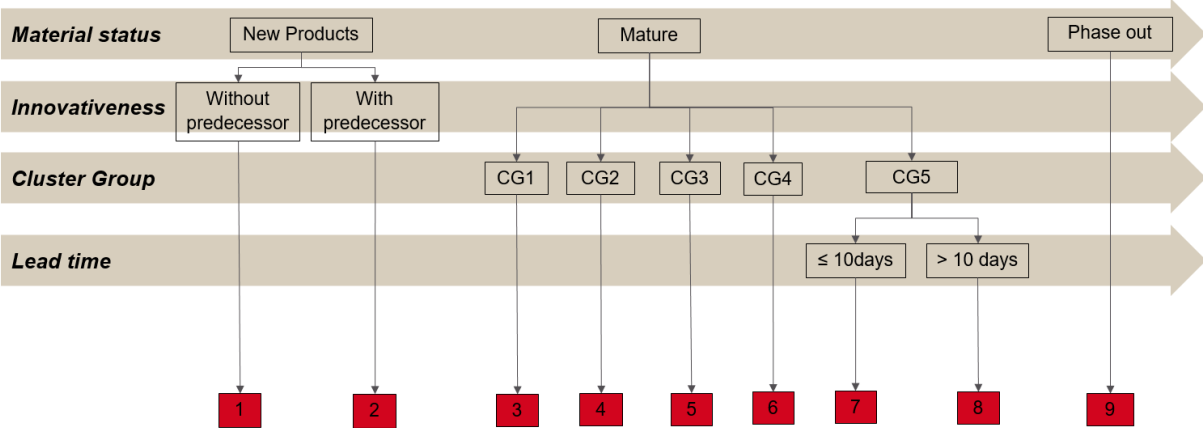 Material status
New Products
Mature
Phase out
Innovativeness
Without
predecessor
With
predecessor
Cluster Group
CG1
CG2
CG3
CG4
CG5
Lead time
≤ 10days
> 10 days
1
2
3
4
5
6
7
8
9